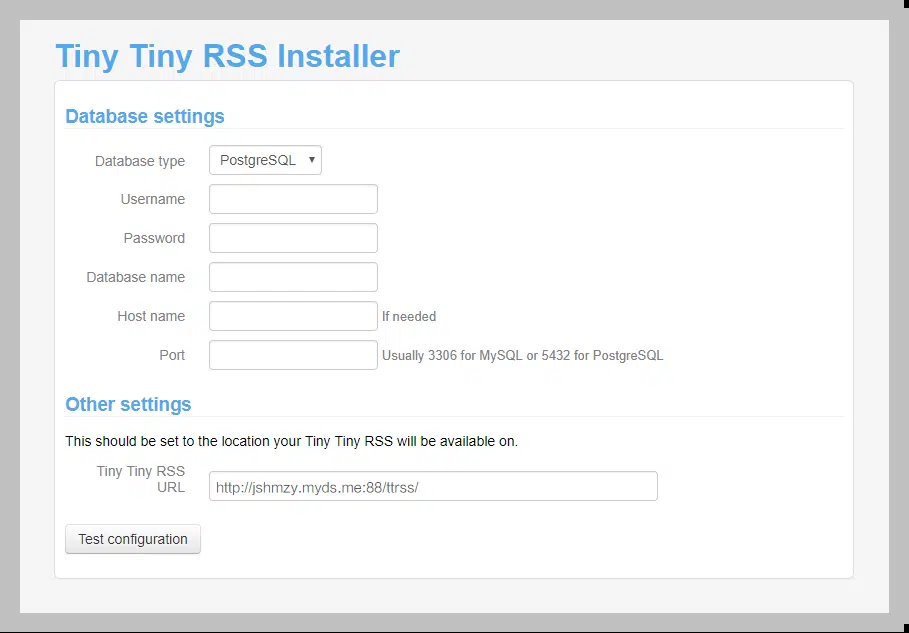 Tiny Tiny RSS Installer
Database settings
Database type PostgreSQL
Username
Password
Database name
Host name If needed
Port Usually 3306 for MySQL or 5432 for PostgreSQL
Other settings
This should be set to the location your Tiny Tiny RSS will be available on.
Tiny Tiny RSS
URL http://jshmzy.myds.me:88/ttrss/
Test configuration